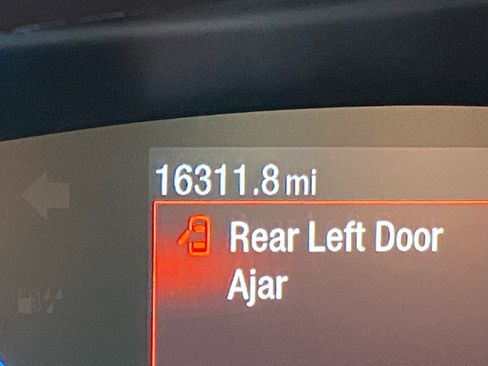 16311.8 mi
Rear Left Door
Ajar